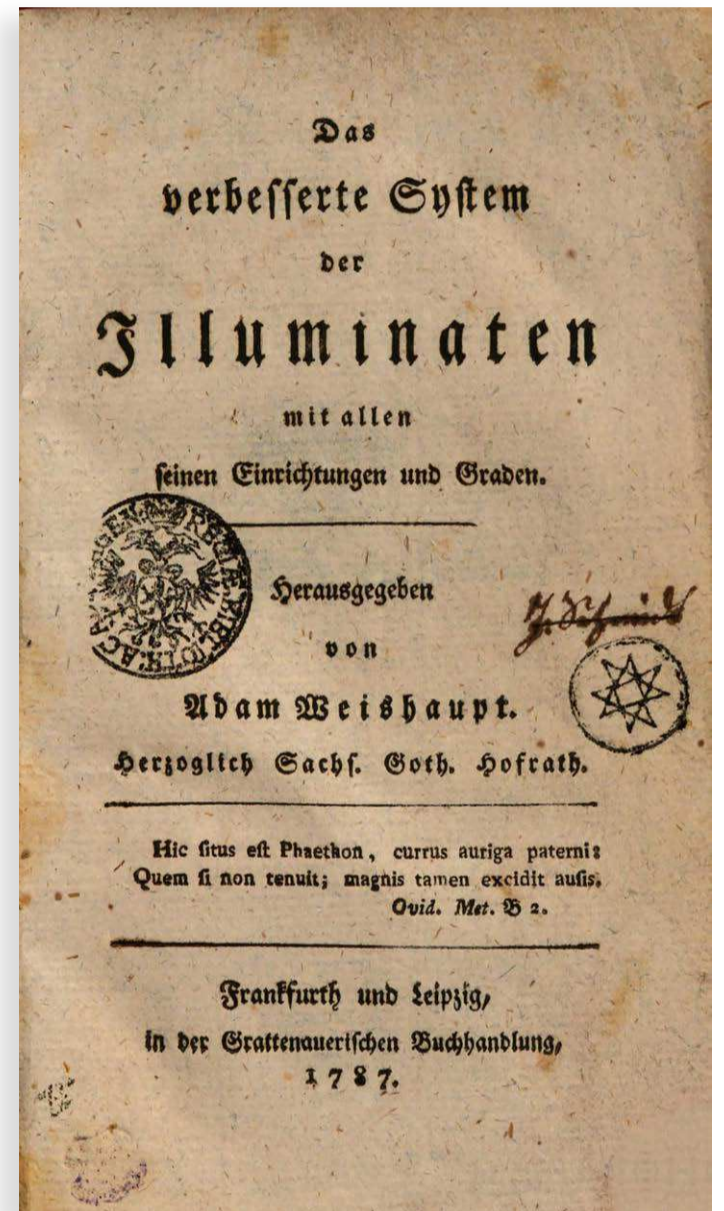 Das
verbesserte System
der
Illuminaten
mit allen
seinen Einrichtungen und Graden.
Herausgegeben
von
Adam Weishaupt.
Herzoglich Sachs. Goth. Hofrath.
Hic situs est Phaethon, currus auriga paterni:
Quem si non tenuit; magnis tamen excidit ausis.
Ovid. Met. B 2.
Frankfurth und Leipzig,
in der Grattenauerischen Buchhandlung,
1787.